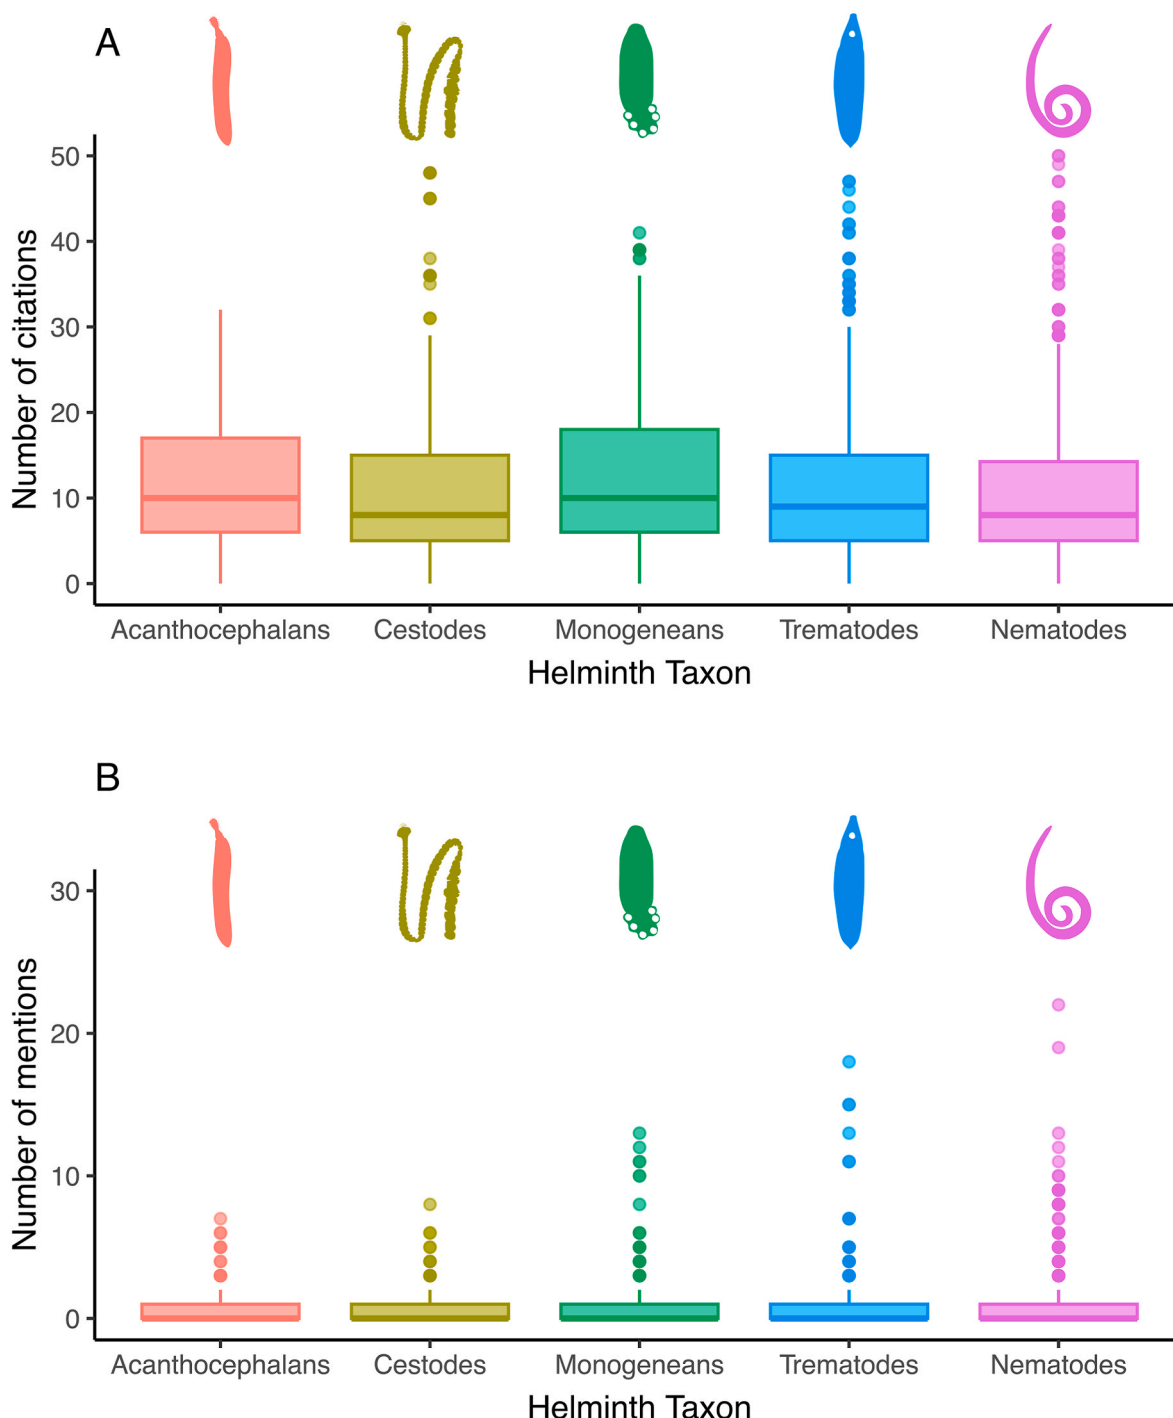 A
50
40
30
20
10
0
Number of citations
Acanthocephalans Cestodes Monogeneans Trematodes Nematodes
Helminth Taxon
B
30
20
10
0
Number of mentions
Acanthocephalans Cestodes Monogeneans Trematodes Nematodes
Helminth Taxon